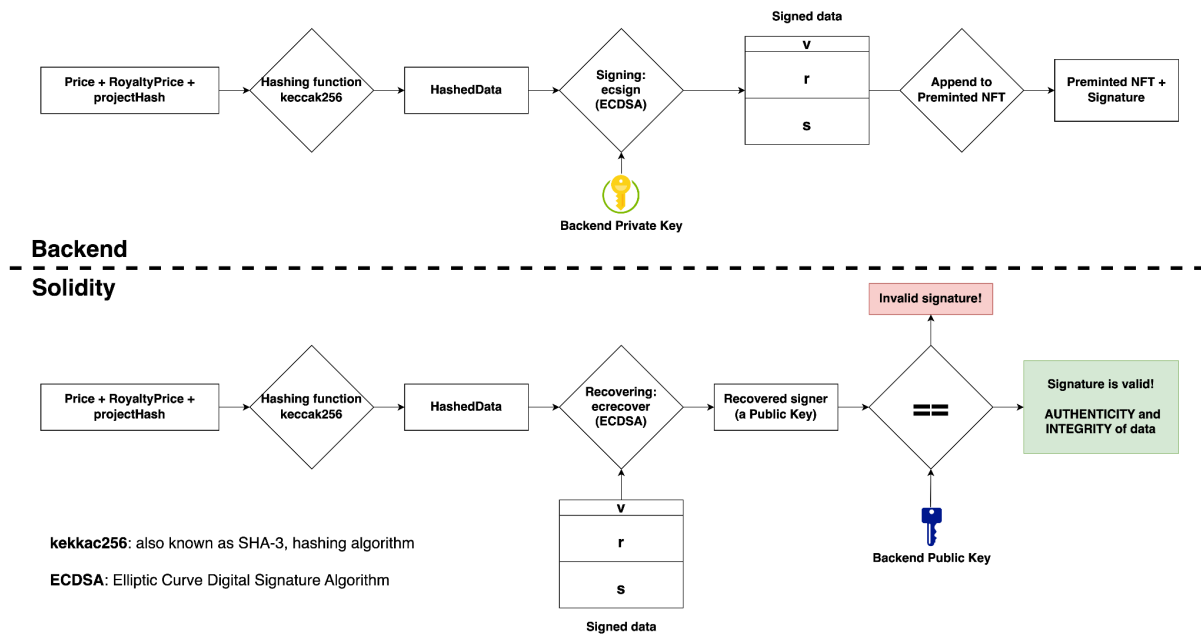 Signed data
v
r
s
Price + RoyaltyPrice +
projectHash
Hashing function
keccak256
HashedData
Signing:
ecsign
(ECDSA)
Append to
Preminted NFT
Preminted NFT +
Signature
Backend Private Key
Backend
Solidity
Invalid signature!
Price + RoyaltyPrice +
projectHash
Hashing function
keccak256
HashedData
Recovering:
ecrecover
(ECDSA)
Recovered signer
(a Public Key)
==
Signature is valid!
AUTHENTICITY and
INTEGRITY of data
v
r
s
Signed data
Backend Public Key
kekkac256: also known as SHA-3, hashing algorithm
ECDSA: Elliptic Curve Digital Signature Algorithm